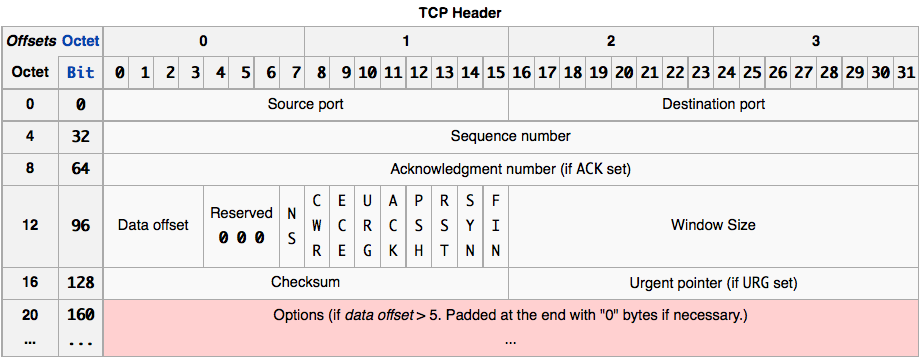 TCP Header
Offsets Octet 0 1 2 3
Octet Bit 0 1 2 3 4 5 6 7 8 9 10 11 12 13 14 15 16 17 18 19 20 21 22 23 24 25 26 27 28 29 30 31
0 0 Source port Destination port
4 32 Sequence number
8 64 Acknowledgment number (if ACK set)
12 96 Data offset Reserved 0 0 0 NS CWR ECE URG ACK PSH RST SYN FIN Window Size
16 128 Checksum Urgent pointer (if URG set)
20 160 Options (if data offset > 5. Padded at the end with "0" bytes if necessary.)
... ... ...